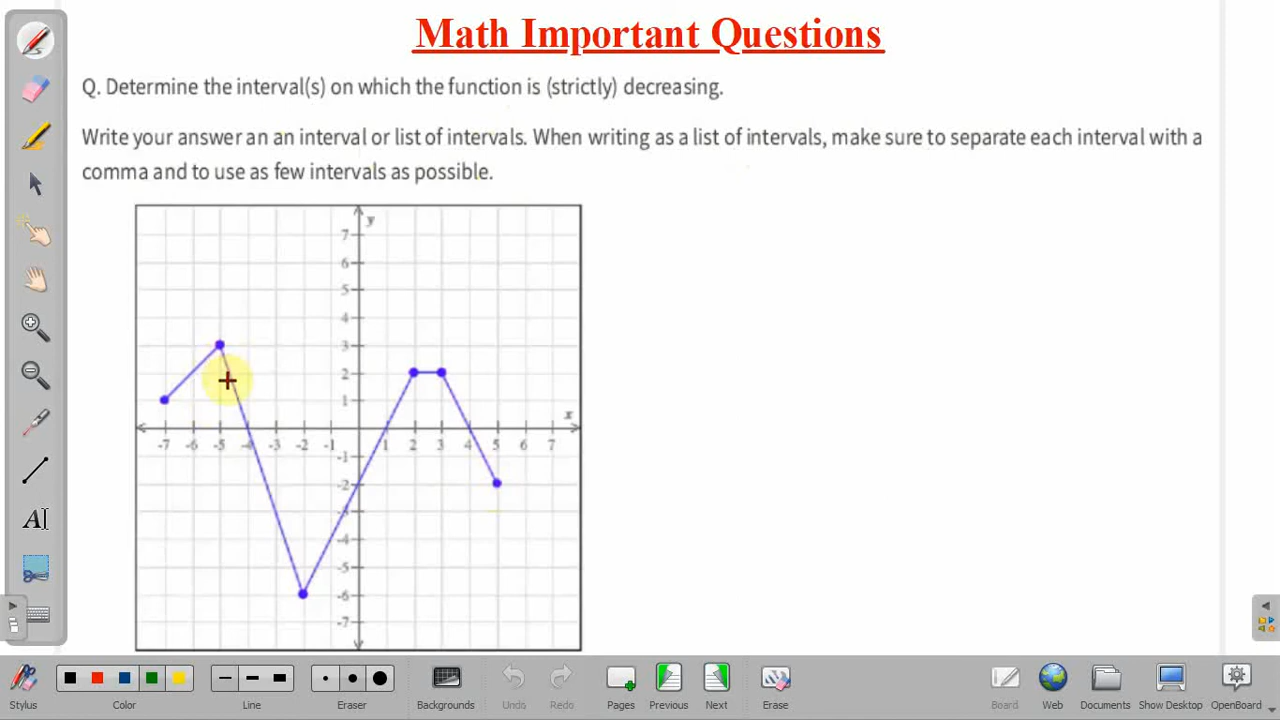 Math Important Questions
Q. Determine the interval(s) on which the function is (strictly) decreasing.
Write your answer an an interval or list of intervals. When writing as a list of intervals, make sure to separate each interval with a
comma and to use as few intervals as possible.
y
7
6
5
4
3
2
1
x
-7 -6 -5 -4 -3 -2 -1 1 2 3 4 5 6 7
-1
-2
-3
-4
-5
-6
-7
AI
Stylus Color Line Eraser Backgrounds Undo Redo Pages Previous Next Erase Board Web Documents Show Desktop OpenBoard